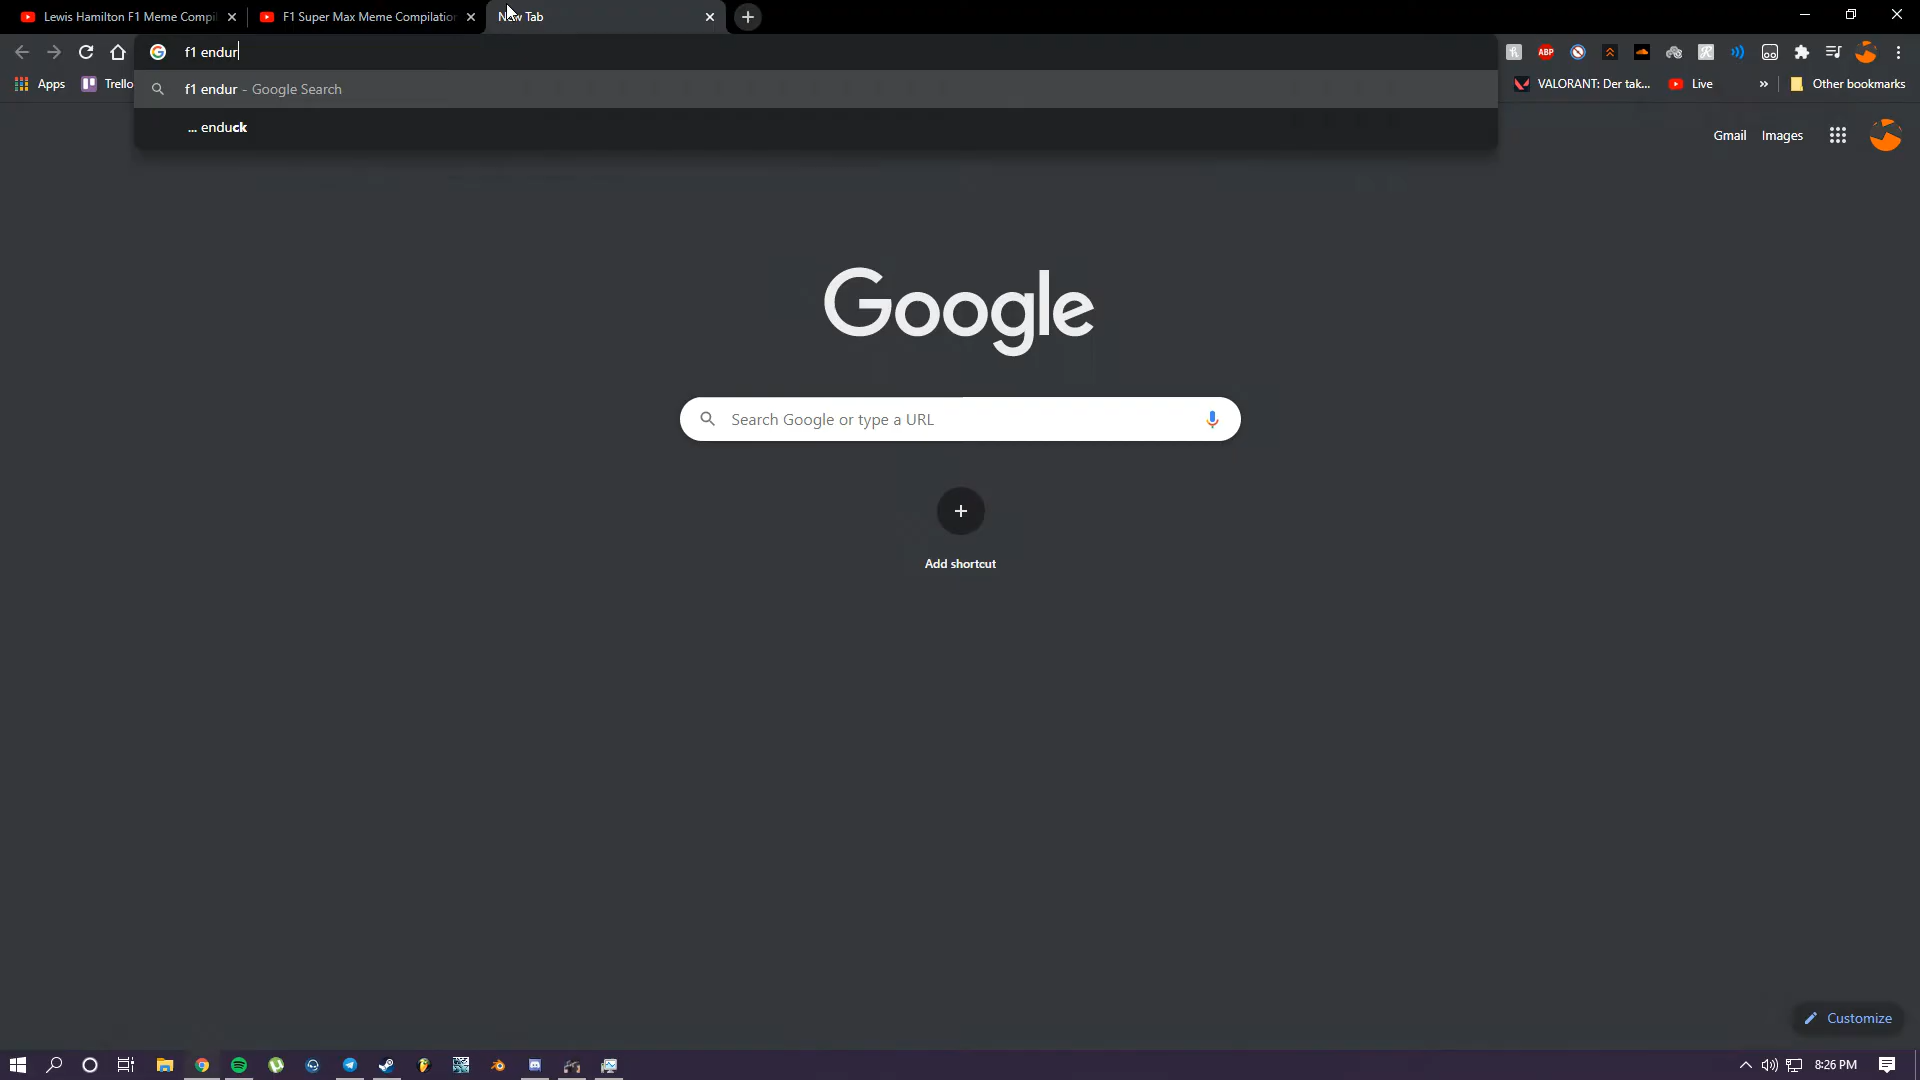 Lewis Hamilton F1 Meme Compil
F1 Super Max Meme Compilation
New Tab
f1 endur
Apps
Trello
f1 endur - Google Search
... enduck
ABP
VALORANT: Der tak...
Live
»
Other bookmarks
Gmail
Images
Google
Search Google or type a URL
Add shortcut
Customize
8:26 PM